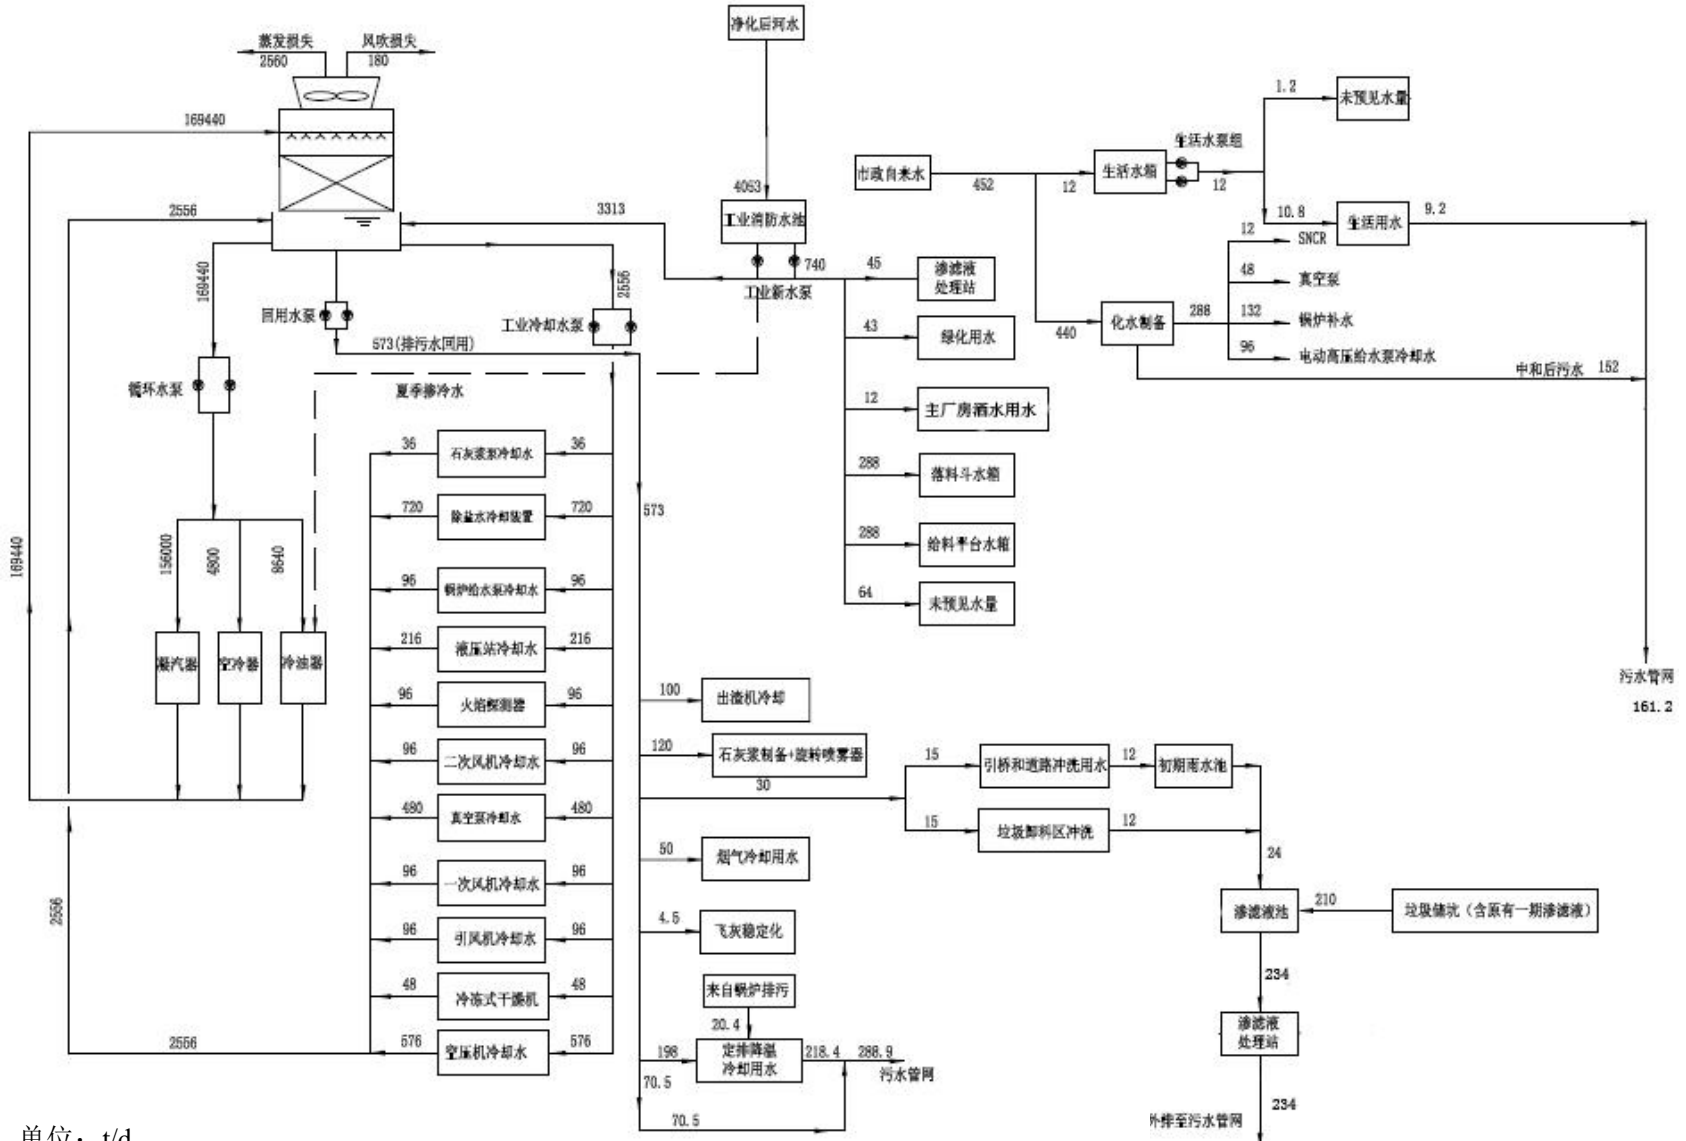 净化后河水
蒸发损失
2560
风吹损失
180
169440
2556
169440
回用水泵
573(排污水回用)
循环水泵
156000
4800
8640
凝汽器
空冷器
冷油器
169440
2556
2556
3313
2556
工业冷却水泵
夏季掺冷水
4063
工业消防水池
740
工业新水泵
45
渗滤液
处理站
43
绿化用水
12
主厂房洒水用水
288
落料斗水箱
288
给料平台水箱
64
未预见水量
市政自来水
452
12
生活水箱
生活水泵组
12
1.2
未预见水量
10.8
生活用水
9.2
440
化水制备
288
12
SNCR
48
真空泵
132
锅炉补水
96
电动高压给水泵冷却水
中和后污水
152
污水管网
161.2
36
石灰浆泵冷却水
36
720
除盐水冷却装置
720
96
锅炉给水泵冷却水
96
216
液压站冷却水
216
96
火焰探测器
96
96
二次风机冷却水
96
480
真空泵冷却水
480
96
一次风机冷却水
96
96
引风机冷却水
96
48
冷冻式干燥机
48
576
空压机冷却水
576
573
100
出渣机冷却
120
石灰浆制备+旋转喷雾器
30
15
引桥和道路冲洗用水
12
初期雨水池
15
垃圾卸料区冲洗
12
24
50
烟气冷却用水
4.5
飞灰稳定化
来自锅炉排污
20.4
198
定排降温
冷却用水
218.4
288.9
污水管网
70.5
70.5
渗滤液池
210
垃圾储坑（含原有一期渗滤液）
234
渗滤液
处理站
234
外排至污水管网
单位：t/d